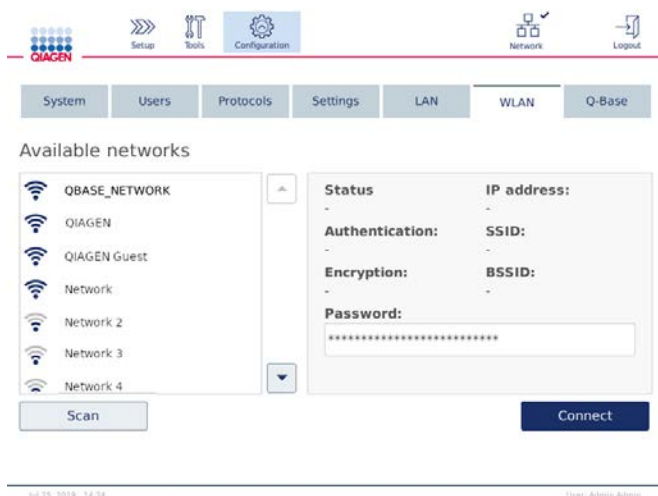 QIAGEN
Setup
Tools
Configuration
Network
Logout
System
Users
Protocols
Settings
LAN
WLAN
Q-Base
Available networks
QBASE_NETWORK
QIAGEN
QIAGEN Guest
Network
Network 2
Network 3
Network 4
Status
-
IP address:
-
Authentication:
-
SSID:
-
Encryption:
-
BSSID:
-
Password:
**************************
Scan
Connect
Jul 25, 2019 14:24
User: Admin Admin